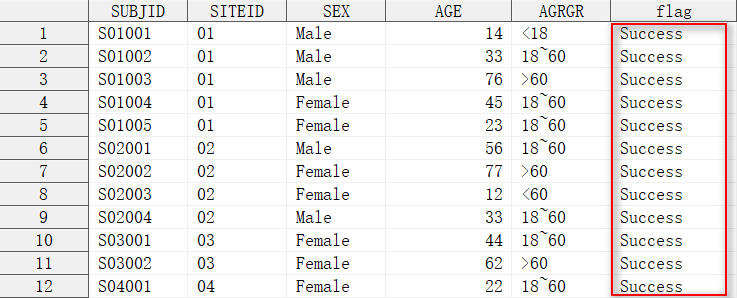 SUBJID SITEID SEX AGE AGRGR flag
1 S01001 01 Male 14 <18 Success
2 S01002 01 Male 33 18~60 Success
3 S01003 01 Male 76 >60 Success
4 S01004 01 Female 45 18~60 Success
5 S01005 01 Female 23 18~60 Success
6 S02001 02 Male 56 18~60 Success
7 S02002 02 Female 77 >60 Success
8 S02003 02 Female 12 <60 Success
9 S02004 02 Male 33 18~60 Success
10 S03001 03 Female 44 18~60 Success
11 S03002 03 Female 62 >60 Success
12 S04001 04 Female 22 18~60 Success